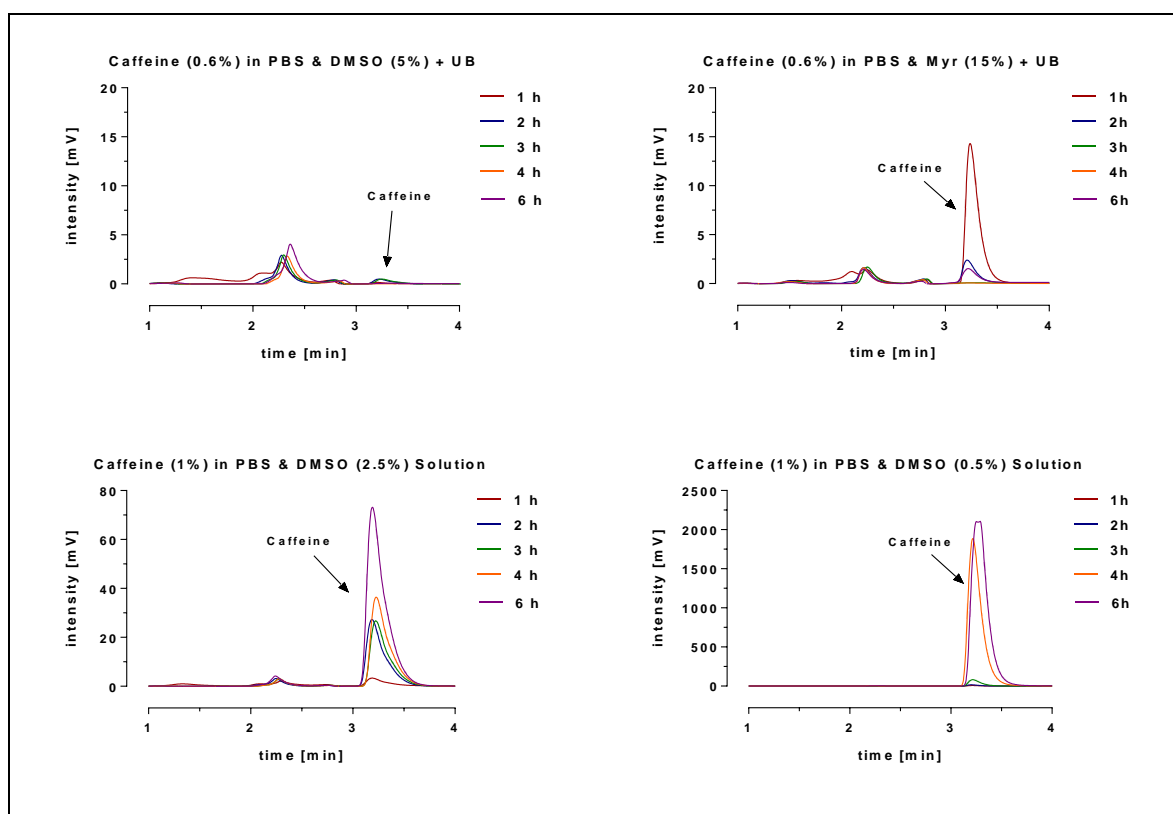 Caffeine (0.6%) in PBS & DMSO (5%) + UB
20
15
10
5
0
intensity [mV]
1 h
2 h
3 h
4 h
6 h
Caffeine
1 2 3 4
time [min]
Caffeine (0.6%) in PBS & Myr (15%) + UB
20
15
10
5
0
intensity [mV]
1h
2h
3h
4h
6h
Caffeine
1 2 3 4
time [min]
Caffeine (1%) in PBS & DMSO (2.5%) Solution
80
60
40
20
0
intensity [mV]
1 h
2 h
3 h
4 h
6 h
Caffeine
1 2 3 4
time [min]
Caffeine (1%) in PBS & DMSO (0.5%) Solution
2500
2000
1500
1000
500
0
intensity [mV]
1h
2h
3h
4h
6h
Caffeine
1 2 3 4
time [min]